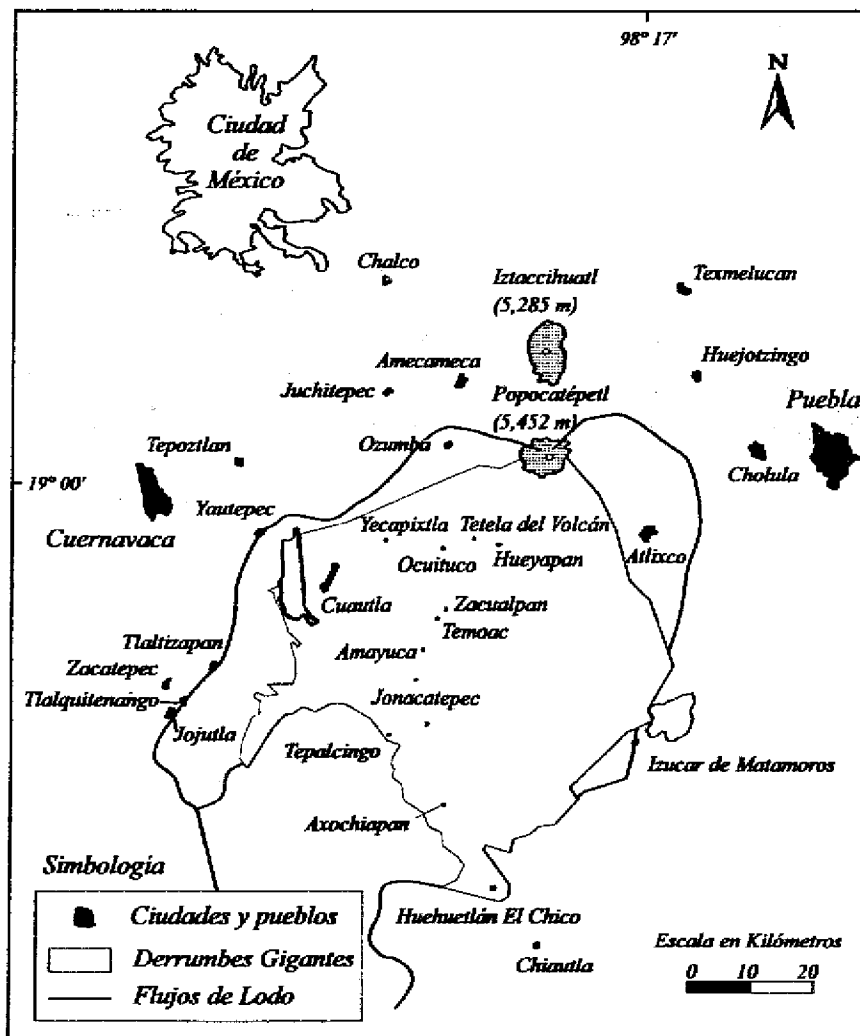 98° 17'
N
Ciudad
de
México
Chalco
Iztaccihuatl
(5,285 m)
Texmelucan
Amecameca
Huejotzingo
Juchitepec
Popocatépetl
(5,452 m)
Puebla
Tepoztlan
Ozumba
Cholula
19° 00'
Yautepec
Cuernavaca
Yecapixtla
Tetela del Volcán
Ocuituco
Hueyapan
Atlixco
Cuautla
Zacualpan
Temoac
Tlaltizapan
Amayuca
Zacatepec
Tlalquitenango
Jonacatepec
Jojutla
Tepalcingo
Izucar de Matamoros
Axochiapan
Simbología
Ciudades y pueblos
Huehuetlán El Chico
Escala en Kilómetros
Derrumbes Gigantes
Chiautla
0 10 20
Flujos de Lodo